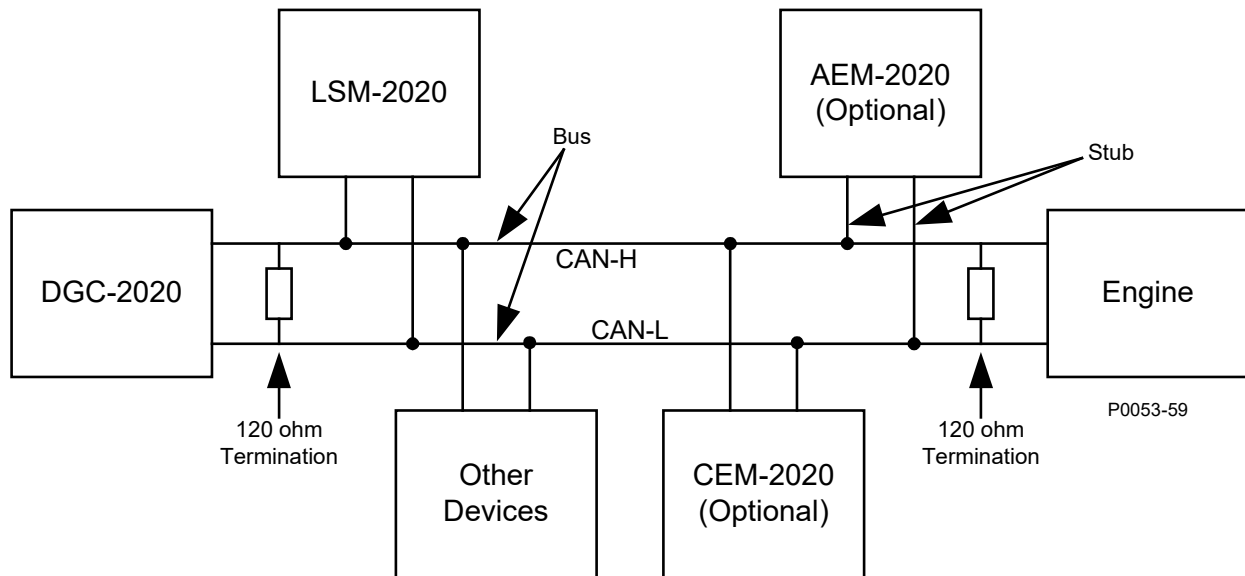 LSM-2020
AEM-2020
(Optional)
Bus
Stub
DGC-2020
CAN-H
CAN-L
Engine
P0053-59
120 ohm
Termination
120 ohm
Termination
Other
Devices
CEM-2020
(Optional)